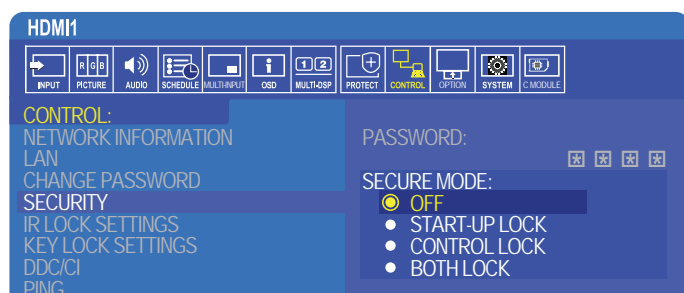 HDMI1
R G B
1 2
INPUT PICTURE AUDIO SCHEDULE MULTI-INPUT OSD MULTI-DSP PROTECT CONTROL OPTION SYSTEM C MODULE
CONTROL:
NETWORK INFORMATION
LAN
CHANGE PASSWORD
SECURITY
IR LOCK SETTINGS
KEY LOCK SETTINGS
DDC/CI
PING
PASSWORD:
* * * *
SECURE MODE:
OFF
START-UP LOCK
CONTROL LOCK
BOTH LOCK